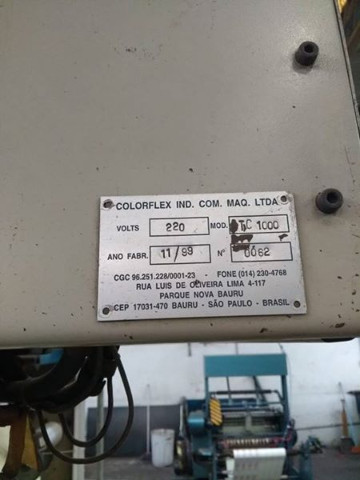 COLORFLEX IND. COM. MAQ. LTDA
VOLTS 220 MOD. TC 1000
ANO FABR. 11/99 Nº 0062
CGC 96.251.228/0001-23 - FONE (014) 230-4768
RUA LUIS DE OLIVEIRA LIMA 4-117
PARQUE NOVA BAURU
CEP 17031-470 BAURU - SÃO PAULO - BRASIL